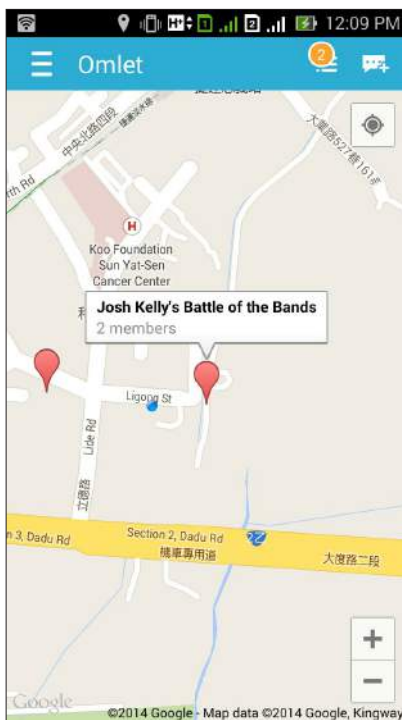 12:09 PM
Omlet
2
中央北路四段
大業路527巷161弄
rth Rd
H
Koo Foundation
Sun Yat-Sen
Cancer Center
Josh Kelly's Battle of the Bands
2 members
Ligong St
Lide Rd
立德路
n 3, Dadu Rd
Section 2, Dadu Rd
機車專用道
大度路二段
+
−
Google
©2014 Google - Map data ©2014 Google, Kingway